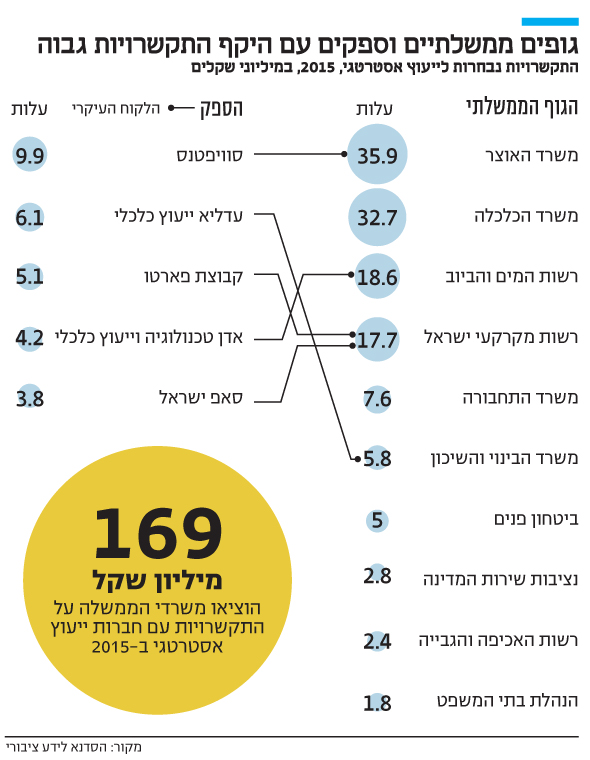 גופים ממשלתיים וספקים עם היקף התקשרויות גבוה
התקשרויות נבחרות לייעוץ אסטרטגי, 2015, במיליוני שקלים
הגוף הממשלתי
עלות
משרד האוצר
35.9
משרד הכלכלה
32.7
רשות המים והביוב
18.6
רשות מקרקעי ישראל
17.7
משרד התחבורה
7.6
משרד הבינוי והשיכון
5.8
ביטחון פנים
5
נציבות שירות המדינה
2.8
רשות האכיפה והגבייה
2.4
הנהלת בתי המשפט
1.8
הספק
הלקוח העיקרי
עלות
סוויפטנס
9.9
עדליא ייעוץ כלכלי
6.1
קבוצת פארטו
5.1
אדן טכנולוגיה וייעוץ כלכלי
4.2
סאפ ישראל
3.8
169
מיליון שקל
הוציאו משרדי הממשלה על
התקשרויות עם חברות ייעוץ
אסטרטגי ב-2015
מקור: הסדנא לידע ציבורי